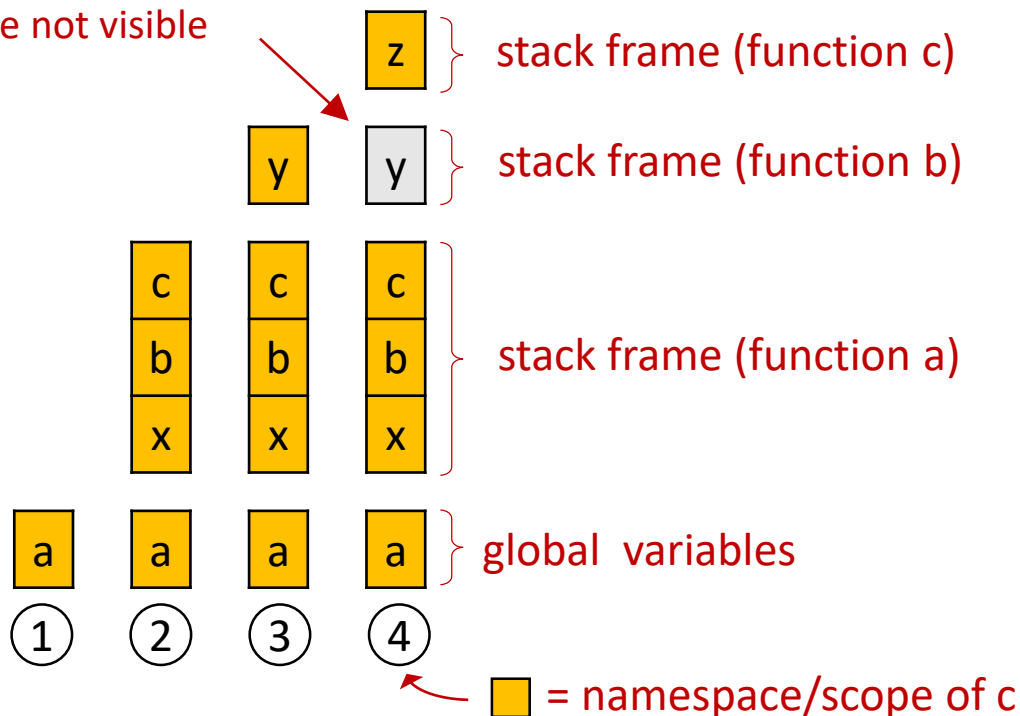 e not visible
z stack frame (function c)
y y stack frame (function b)
c c c
b b b stack frame (function a)
x x x
a a a a global variables
1 2 3 4
= namespace/scope of c